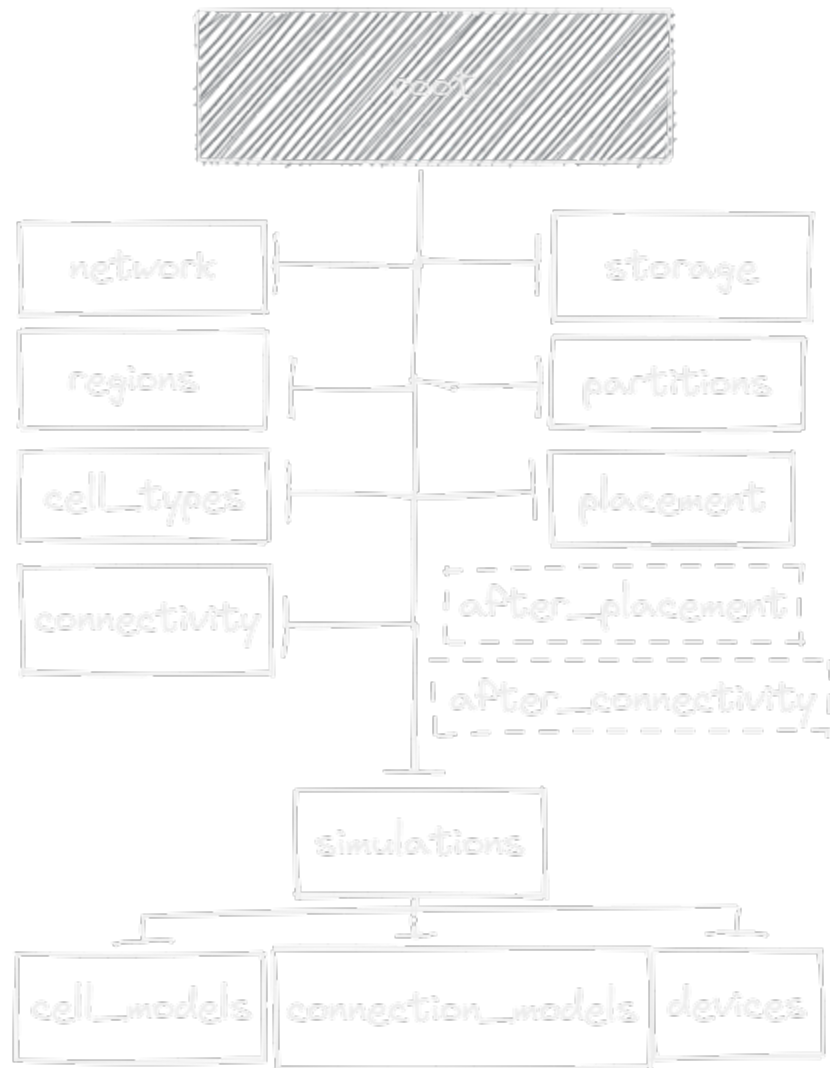 root
network
storage
regions
partitions
cell_types
placement
connectivity
after_placement
after_connectivity
simulations
cell_models
connection_models
devices